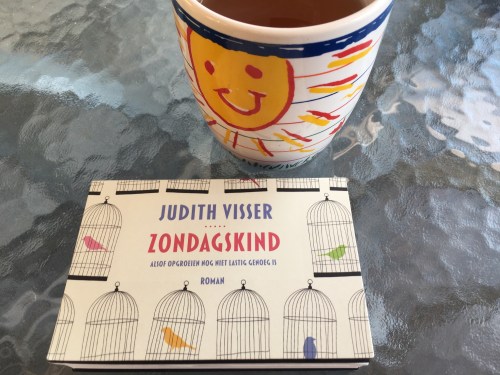 JUDITH VISSER
ZONDAGSKIND
ALSOF OPGROEIEN NOG NIET LASTIG GENOEG IS
ROMAN